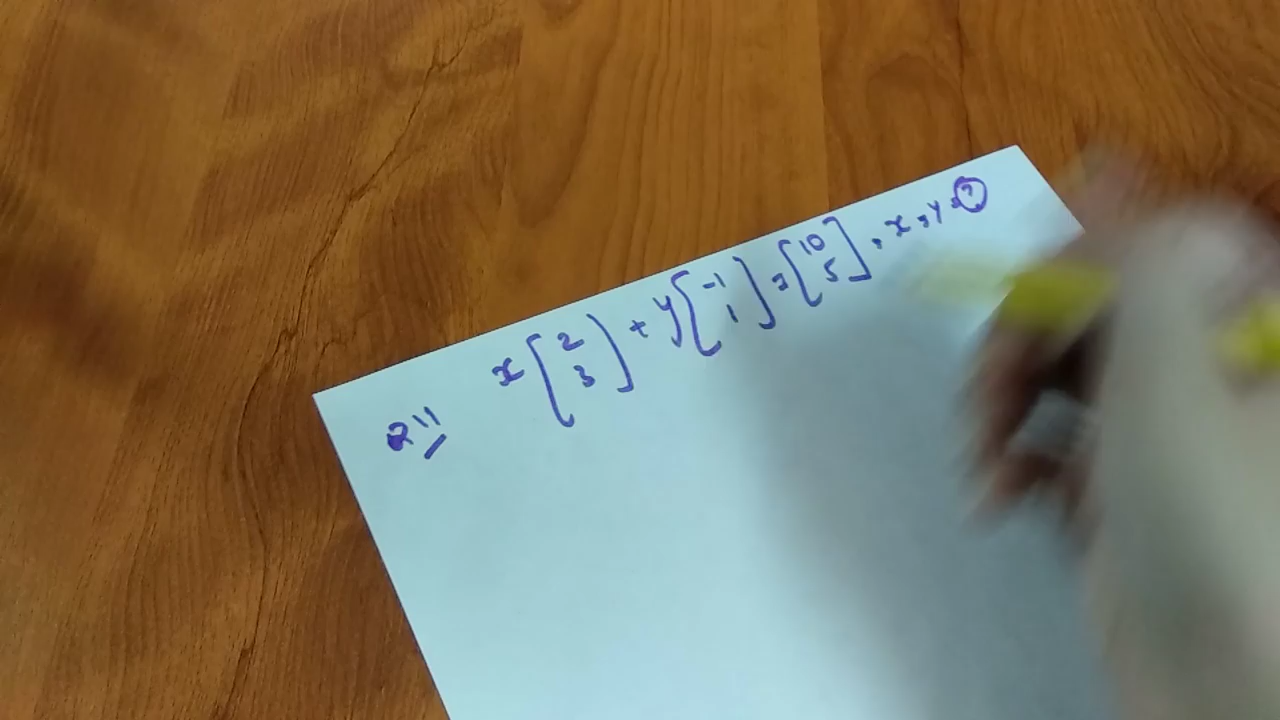 Q11 x [2 3] + y [-1 1] = [10 5], x, y = ?